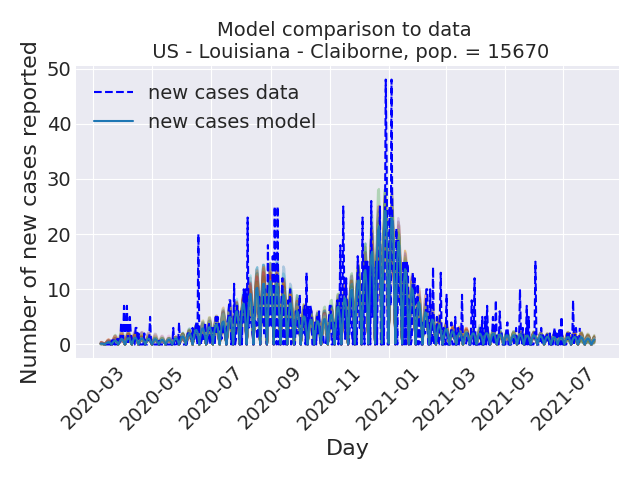 Model comparison to data
US - Louisiana - Claiborne, pop. = 15670
Number of new cases reported
50
40
30
20
10
0
new cases data
new cases model
2020-03
2020-05
2020-07
2020-09
2020-11
2021-01
2021-03
2021-05
2021-07
Day